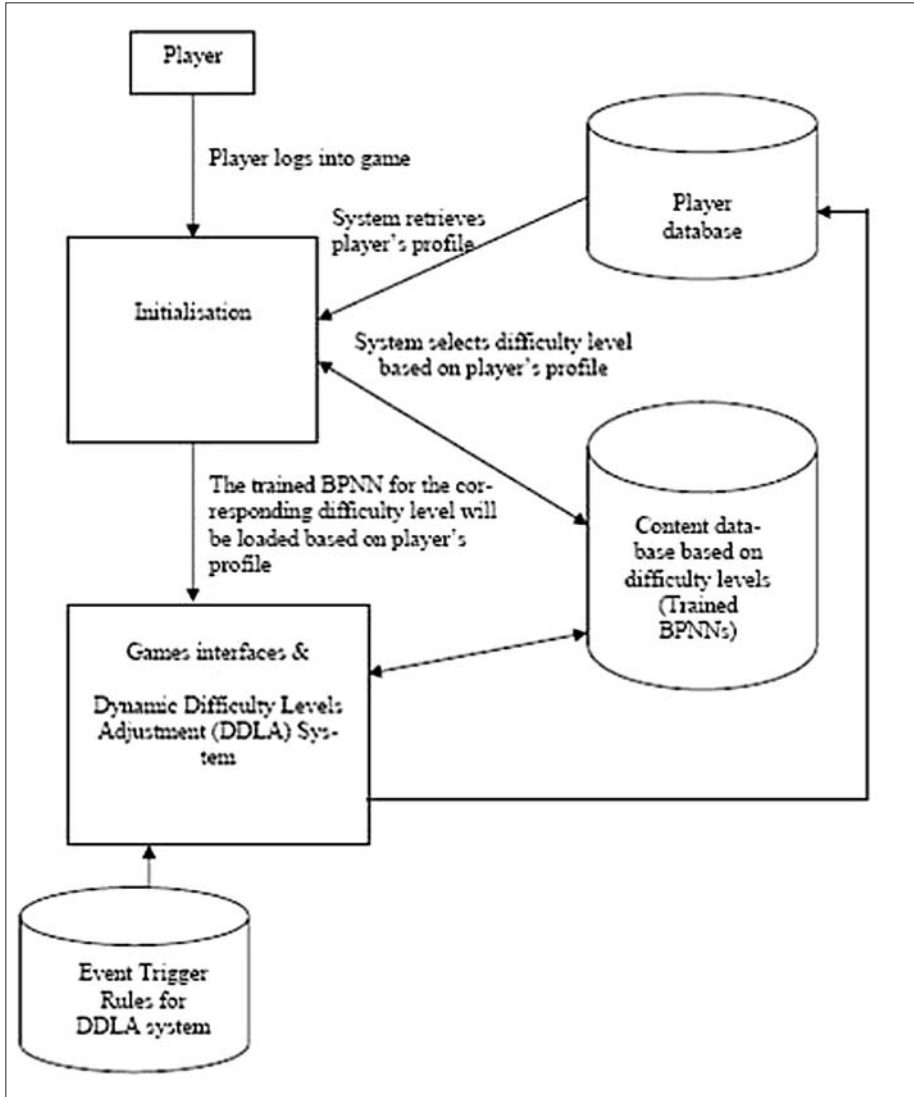 Player
Player logs into game
System retrieves
player's profile
Player
database
Initialisation
System selects difficulty level
based on player's profile
The trained BPNN for the cor-
responding difficulty level will
be loaded based on player's
profile
Content data-
base based on
difficulty levels
(Trained
BPNNs)
Games interfaces &
Dynamic Difficulty Levels
Adjustment (DDLA) Sys-
tem
Event Trigger
Rules for
DDLA system